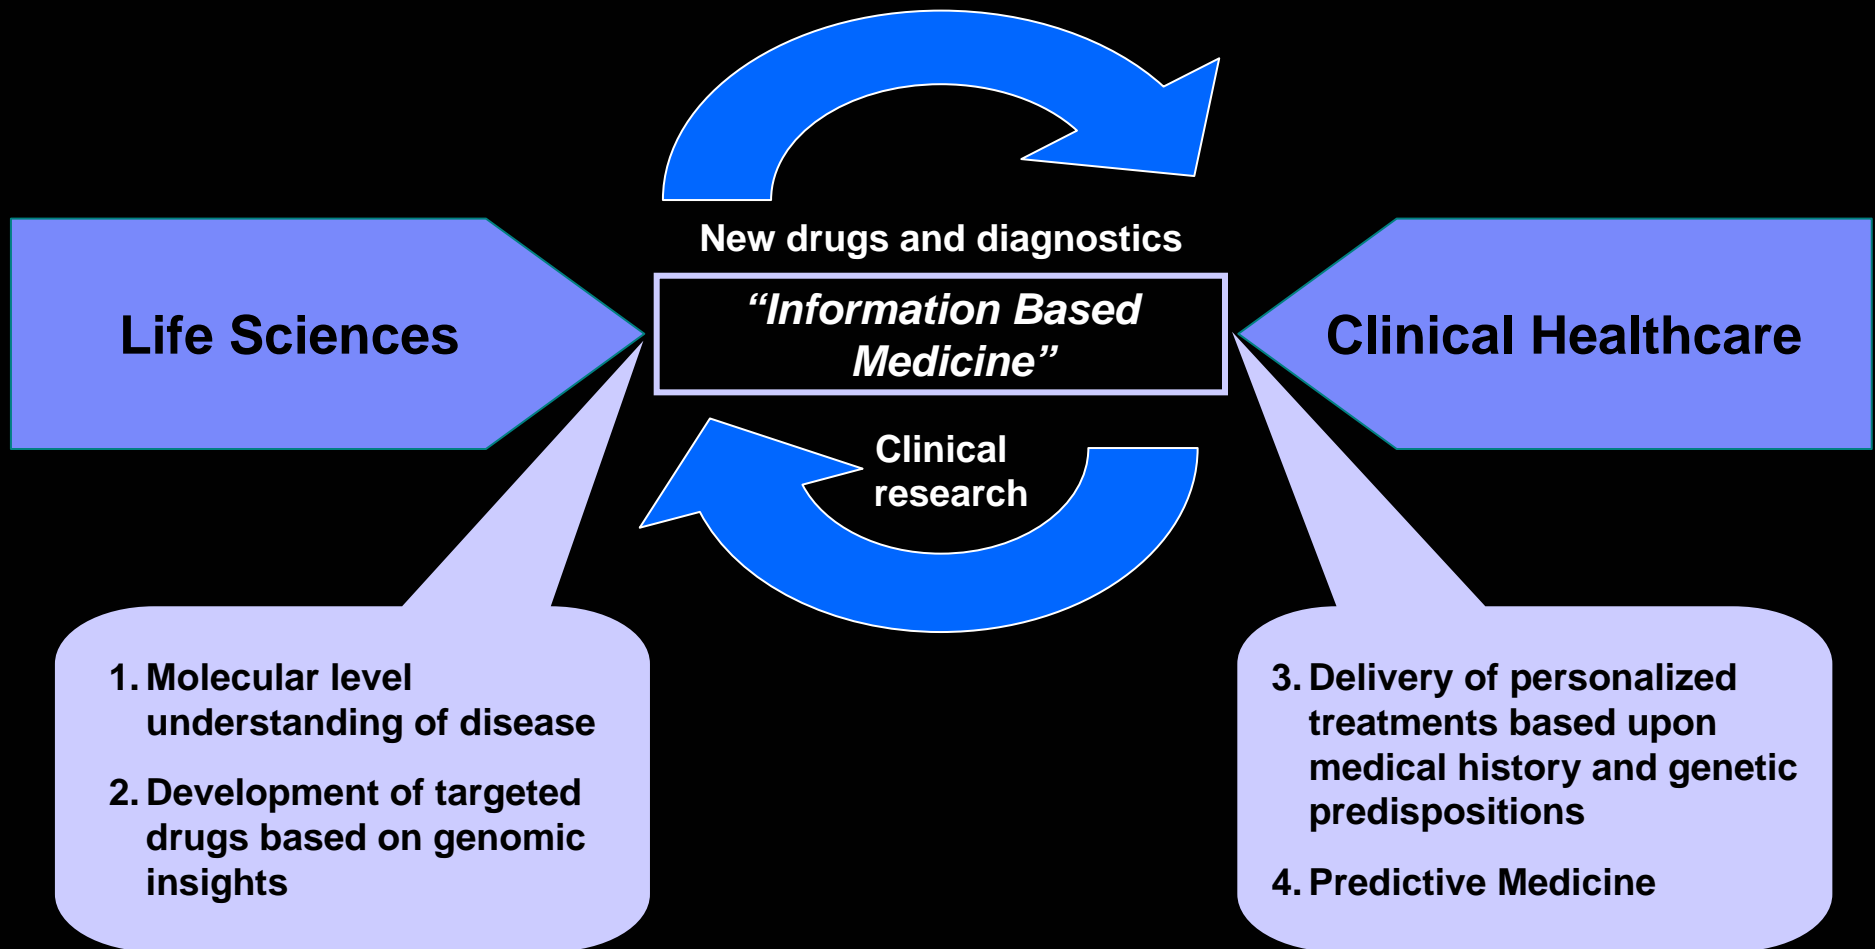 New drugs and diagnostics
Life Sciences
“Information Based
Medicine”
Clinical Healthcare
Clinical
research
1. Molecular level
understanding of disease
2. Development of targeted
drugs based on genomic
insights
3. Delivery of personalized
treatments based upon
medical history and genetic
predispositions
4. Predictive Medicine